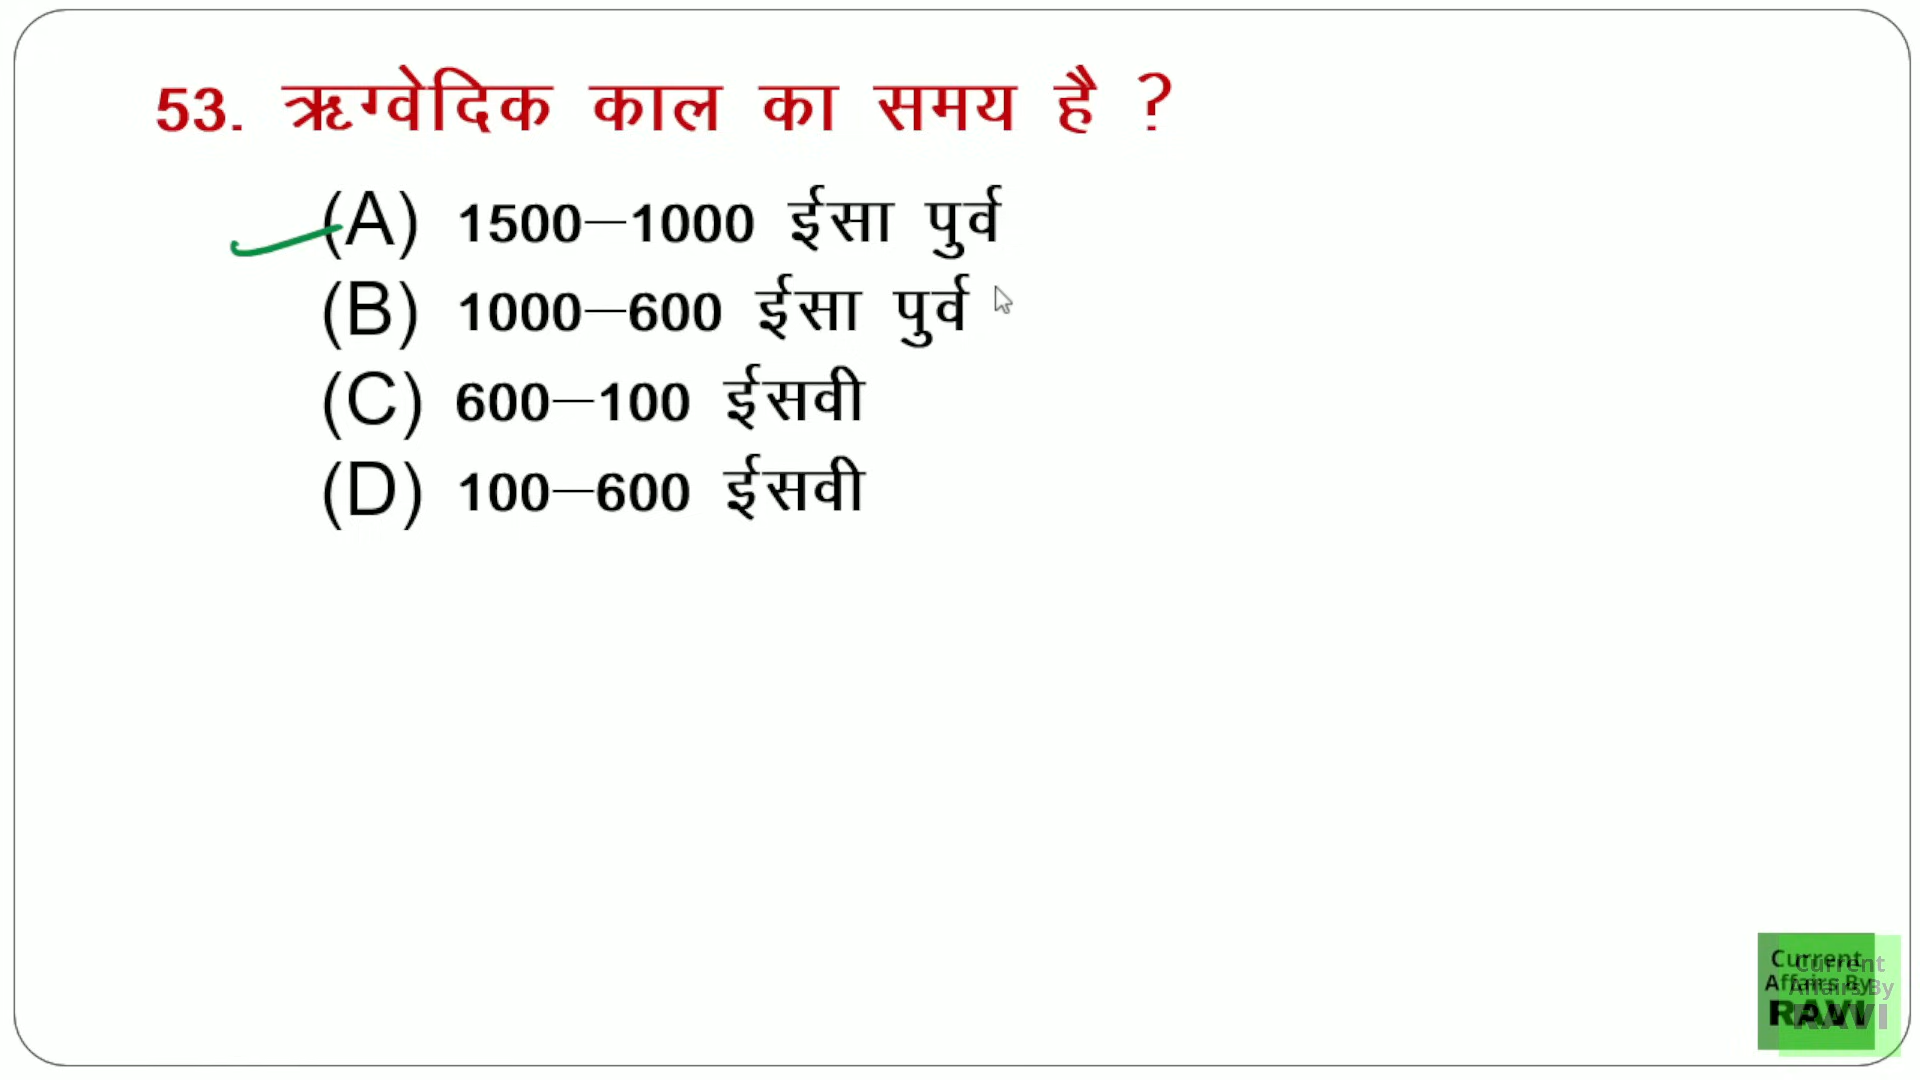 53. ऋग्वेदिक काल का समय है ?
(A) 1500–1000 ईसा पुर्व
(B) 1000–600 ईसा पुर्व
(C) 600–100 ईसवी
(D) 100–600 ईसवी
Current
Affairs By
RAVI